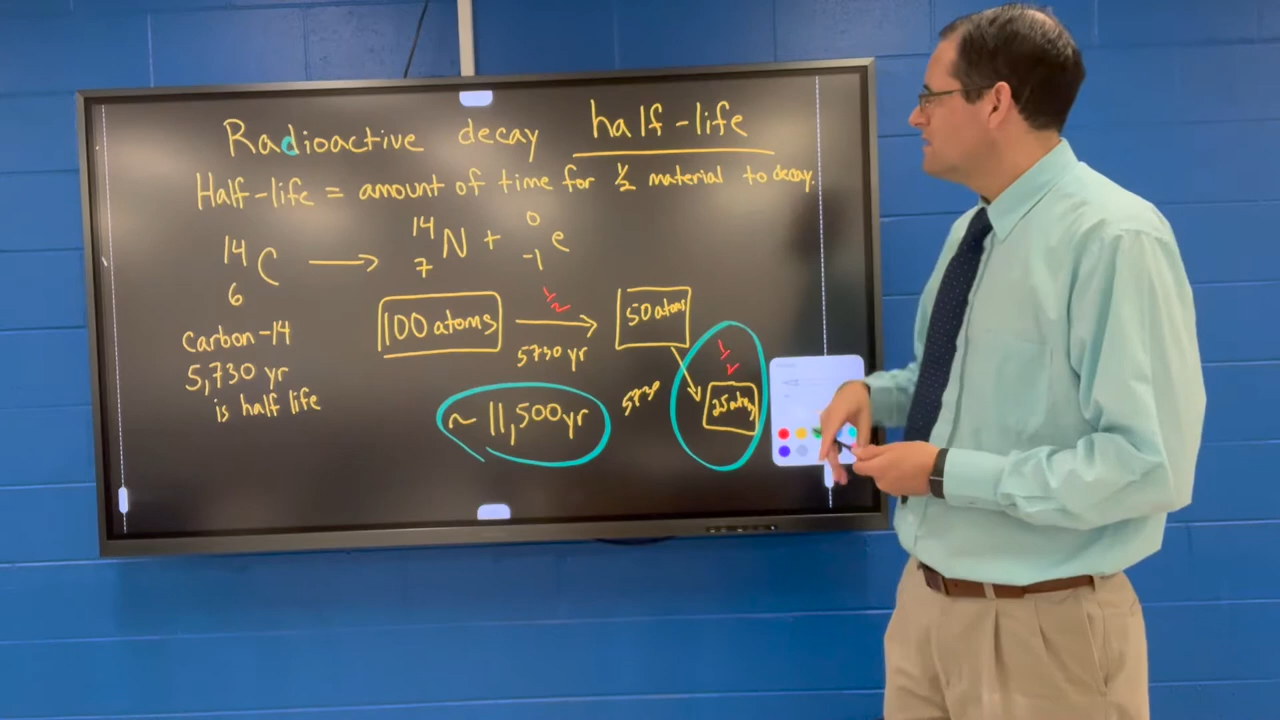 Radioactive decay half-life
Half-life = amount of time for 1/2 material to decay.
14 6 C → 14 7 N + 0 -1 e
carbon-14
5,730 yr
is half life
100 atoms
1/2
5730 yr
50 atoms
5730
1/2
25 atoms
~ 11,500 yr